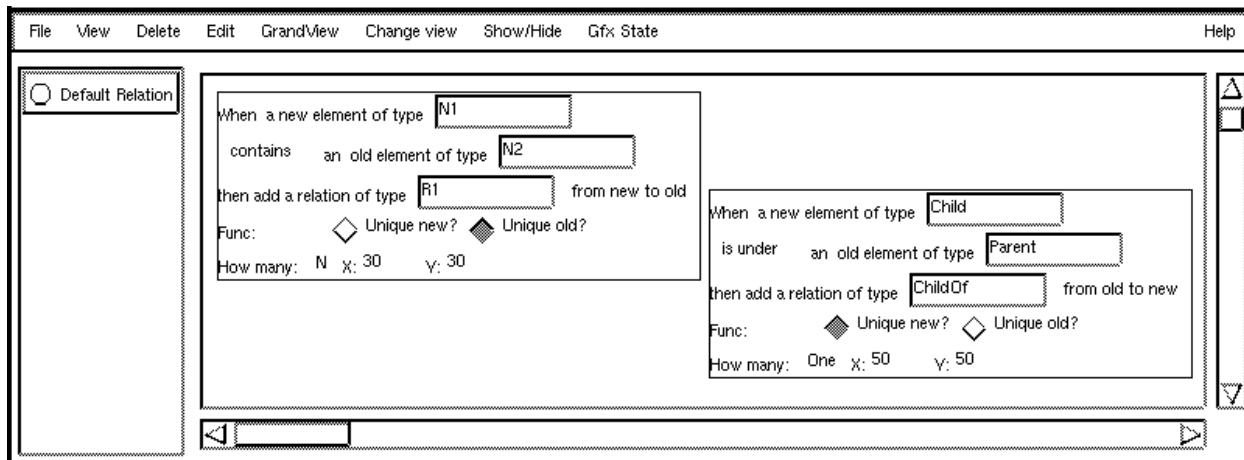 File View Delete Edit GrandView Change view Show/Hide Gfx State Help
Default Relation
When a new element of type N1
contains an old element of type N2
then add a relation of type R1 from new to old
Func: Unique new? Unique old?
How many: N X: 30 Y: 30
When a new element of type Child
is under an old element of type Parent
then add a relation of type ChildOf from old to new
Func: Unique new? Unique old?
How many: One X: 50 Y: 50